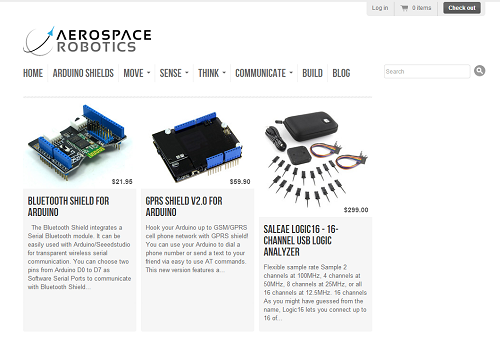 Log in
0 items
Check out
AEROSPACE
ROBOTICS
HOME ARDUINO SHIELDS MOVE SENSE THINK COMMUNICATE BUILD BLOG
Search
$21.95
BLUETOOTH SHIELD FOR
ARDUINO
The Bluetooth Shield integrates a
Serial Bluetooth module. It can be
easily used with Arduino/Seeedstudio
for transparent wireless serial
communication. You can choose two
pins from Arduino D0 to D7 as
Software Serial Ports to communicate
with Bluetooth Shield...
$59.90
GPRS SHIELD V2.0 FOR
ARDUINO
Hook your Arduino up to GSM/GPRS
cell phone network with GPRS shield!
You can use your Arduino to dial a
phone number or send a text to your
friend via easy to use AT commands.
This new version features a...
$299.00
SALEAE LOGIC16 - 16-
CHANNEL USB LOGIC
ANALYZER
Flexible sample rate Sample 2
channels at 100MHz, 4 channels at
50MHz, 8 channels at 25MHz, or all
16 channels at 12.5MHz. 16 channels
As you might have guessed from the
name, Logic16 lets you connect up to
16 of...